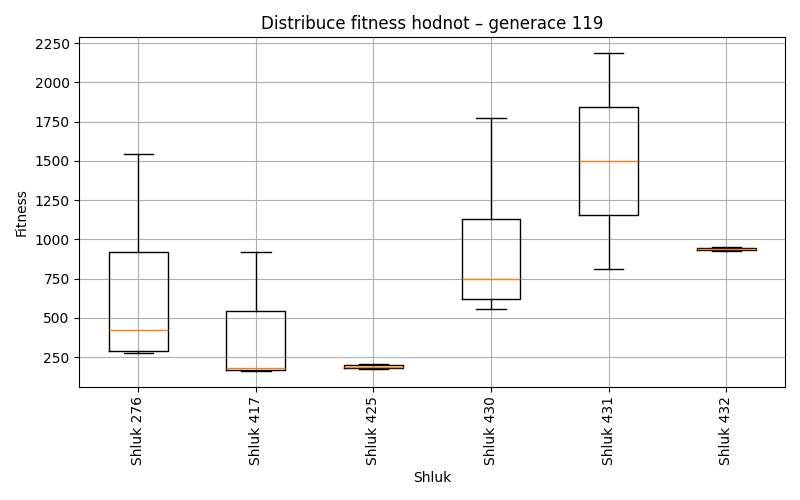 Distribuce fitness hodnot – generace 119
Fitness
2250
2000
1750
1500
1250
1000
750
500
250
Shluk 276
Shluk 417
Shluk 425
Shluk 430
Shluk 431
Shluk 432
Shluk